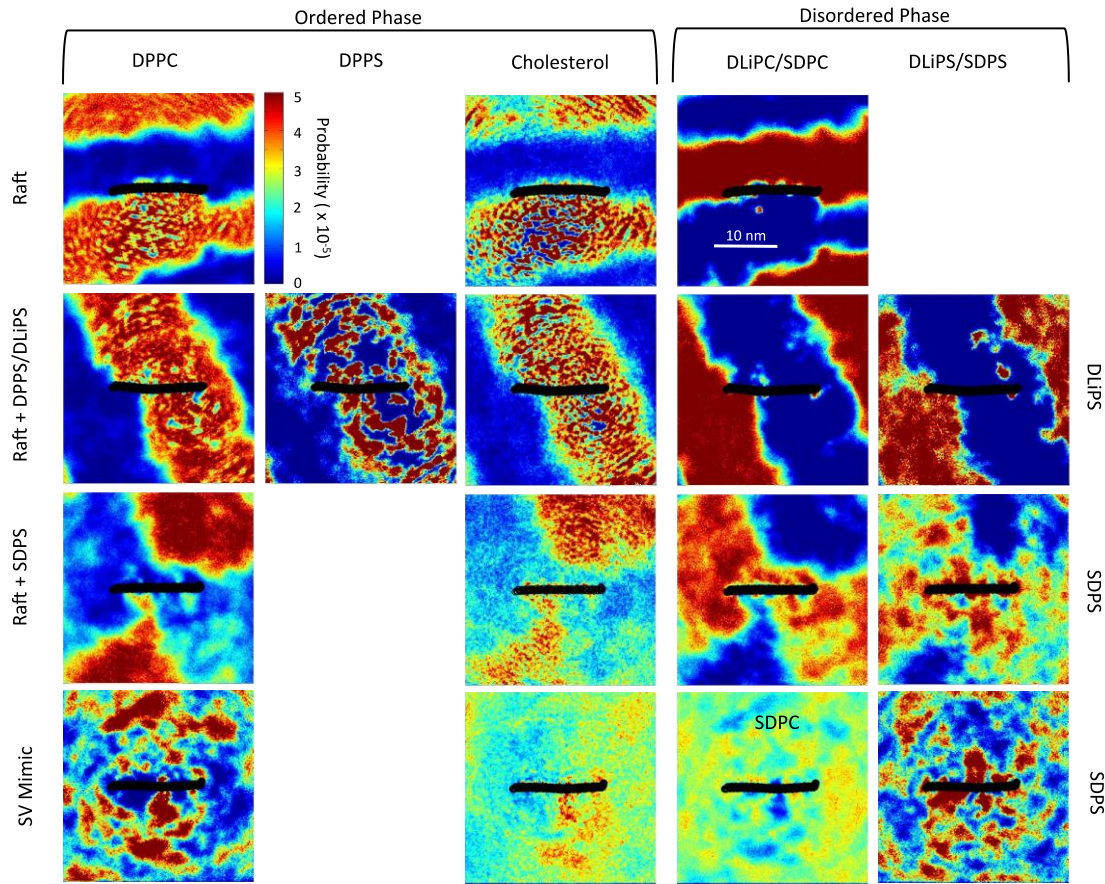 Ordered Phase
Disordered Phase
DPPC
DPPS
Cholesterol
DLiPC/SDPC
DLiPS/SDPS
Raft
5
4
3
2
1
0
Probability ( x 10-5)
10 nm
Raft + DPPS/DLiPS
DLiPS
Raft + SDPS
SDPS
SV Mimic
SDPC
SDPS